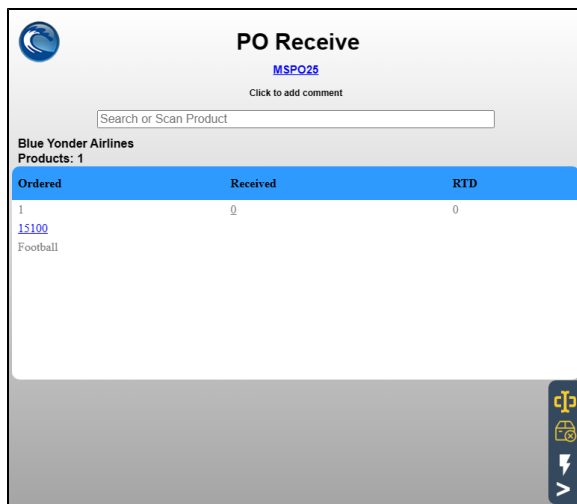 PO Receive
MSPO25
Click to add comment
Search or Scan Product
Blue Yonder Airlines
Products: 1
Ordered Received RTD
1 0 0
15100
Football